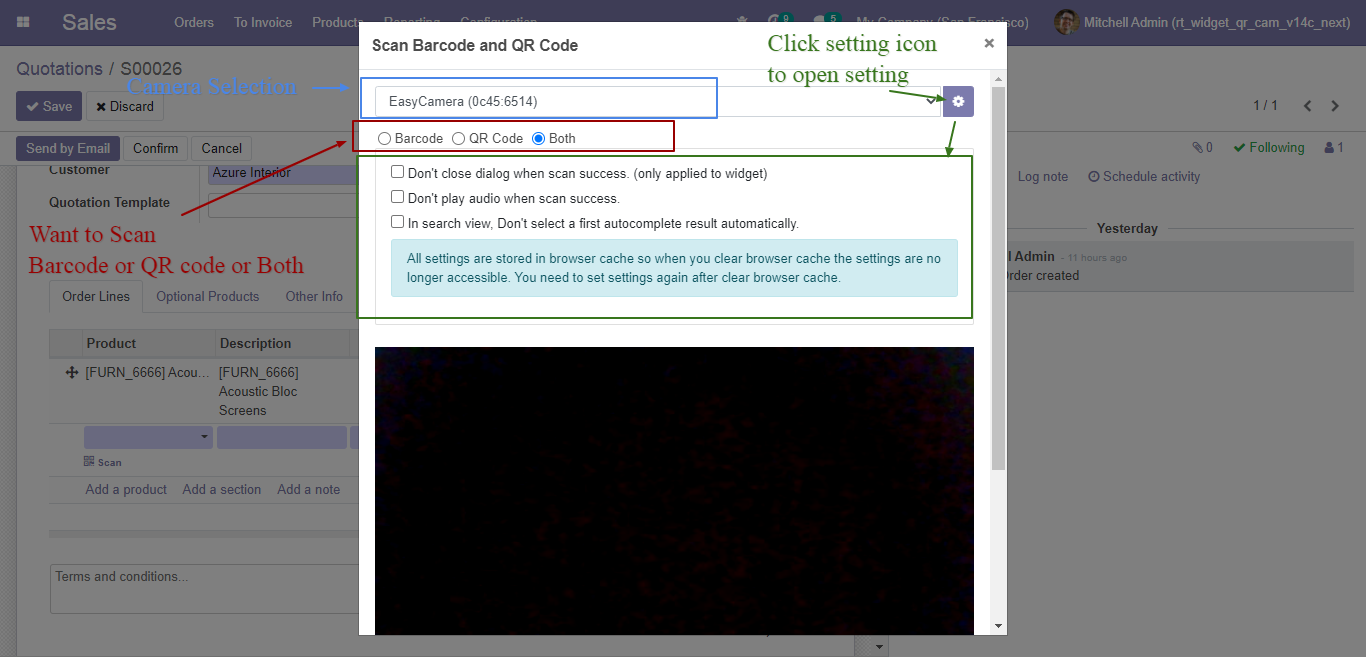 Sales
Orders
To Invoice
Products
Reporting
Configuration
9
5
My Company (San Francisco)
Mitchell Admin (rt_widget_qr_cam_v14c_next)
Quotations / S00026
Save
Discard
1 / 1
Send by Email
Confirm
Cancel
0
Following
1
Customer
Azure Interior
Quotation Template
Log note
Schedule activity
Yesterday
Admin - 11 hours ago
Order created
Order Lines
Optional Products
Other Info
Product
Description
[FURN_6666] Acou...
[FURN_6666]
Acoustic Bloc
Screens
Scan
Add a product
Add a section
Add a note
Terms and conditions...
Scan Barcode and QR Code
×
EasyCamera (0c45:6514)
Barcode
QR Code
Both
Don't close dialog when scan success. (only applied to widget)
Don't play audio when scan success.
In search view, Don't select a first autocomplete result automatically.
All settings are stored in browser cache so when you clear browser cache the settings are no
longer accessible. You need to set settings again after clear browser cache.
Camera Selection
Click setting icon
to open setting
Want to Scan
Barcode or QR code or Both